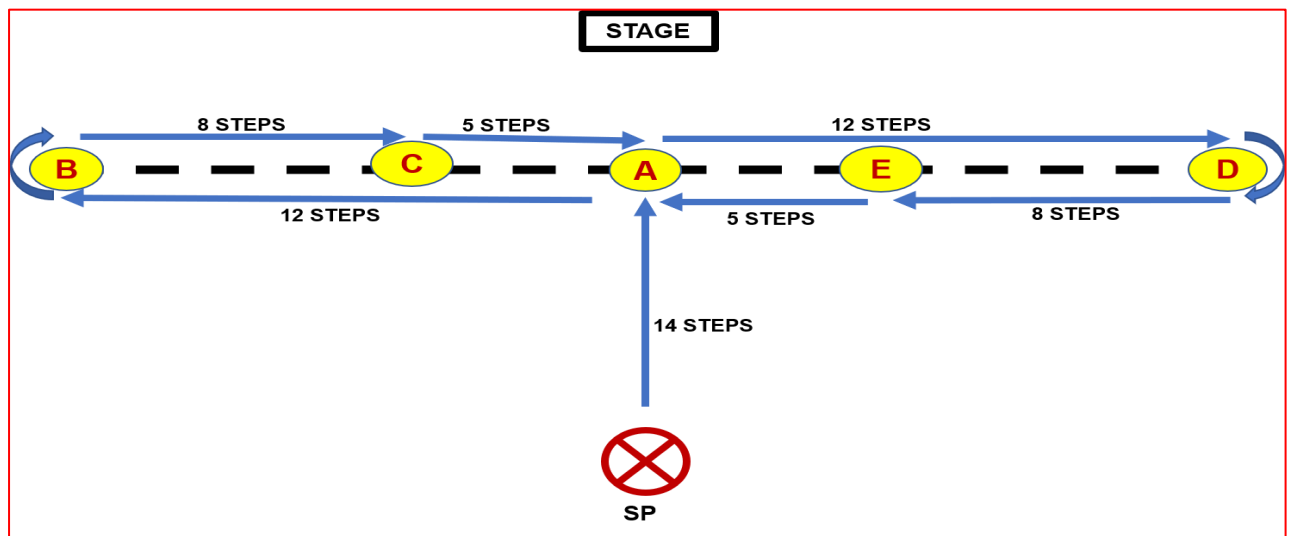 STAGE
8 STEPS
5 STEPS
12 STEPS
B
C
A
E
D
12 STEPS
5 STEPS
8 STEPS
14 STEPS
SP